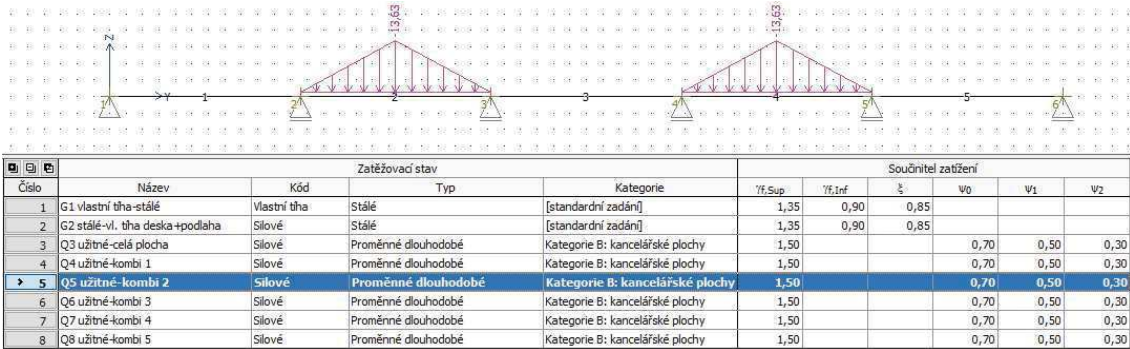 -13,63
-13,63
Z
Y
1 1 2 2 3 3 4 4 5 5 6
Zatěžovací stav Součinitel zatížení
Číslo Název Kód Typ Kategorie γf,Sup γf,Inf ξ ψ0 ψ1 ψ2
1 G1 vlastní tíha-stálé Vlastní tíha Stálé [standardní zadání] 1,35 0,90 0,85
2 G2 stálé-vl. tíha deska+podlaha Silové Stálé [standardní zadání] 1,35 0,90 0,85
3 Q3 užitné-celá plocha Silové Proměnné dlouhodobé Kategorie B: kancelářské plochy 1,50 0,70 0,50 0,30
4 Q4 užitné-kombi 1 Silové Proměnné dlouhodobé Kategorie B: kancelářské plochy 1,50 0,70 0,50 0,30
5 Q5 užitné-kombi 2 Silové Proměnné dlouhodobé Kategorie B: kancelářské plochy 1,50 0,70 0,50 0,30
6 Q6 užitné-kombi 3 Silové Proměnné dlouhodobé Kategorie B: kancelářské plochy 1,50 0,70 0,50 0,30
7 Q7 užitné-kombi 4 Silové Proměnné dlouhodobé Kategorie B: kancelářské plochy 1,50 0,70 0,50 0,30
8 Q8 užitné-kombi 5 Silové Proměnné dlouhodobé Kategorie B: kancelářské plochy 1,50 0,70 0,50 0,30